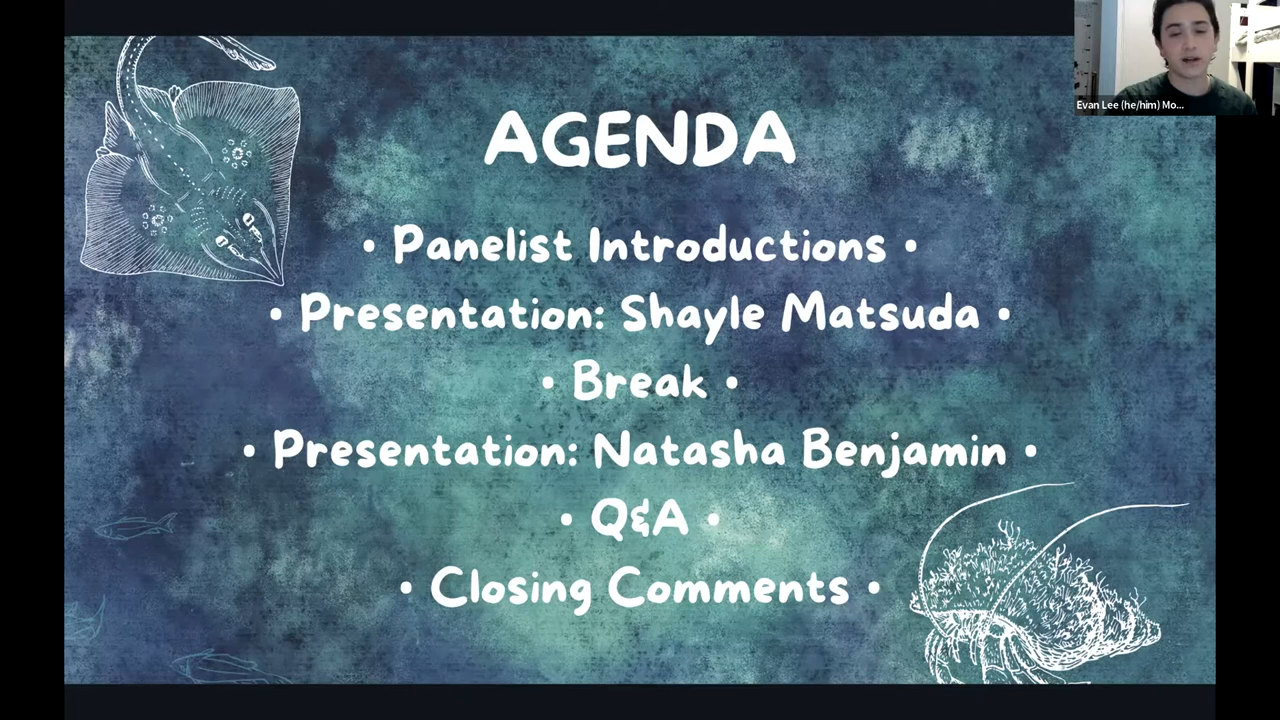 AGENDA
• Panelist Introductions •
• Presentation: Shayle Matsuda •
• Break •
• Presentation: Natasha Benjamin •
• Q&A •
• Closing Comments •
Evan Lee (he/him) Mo...